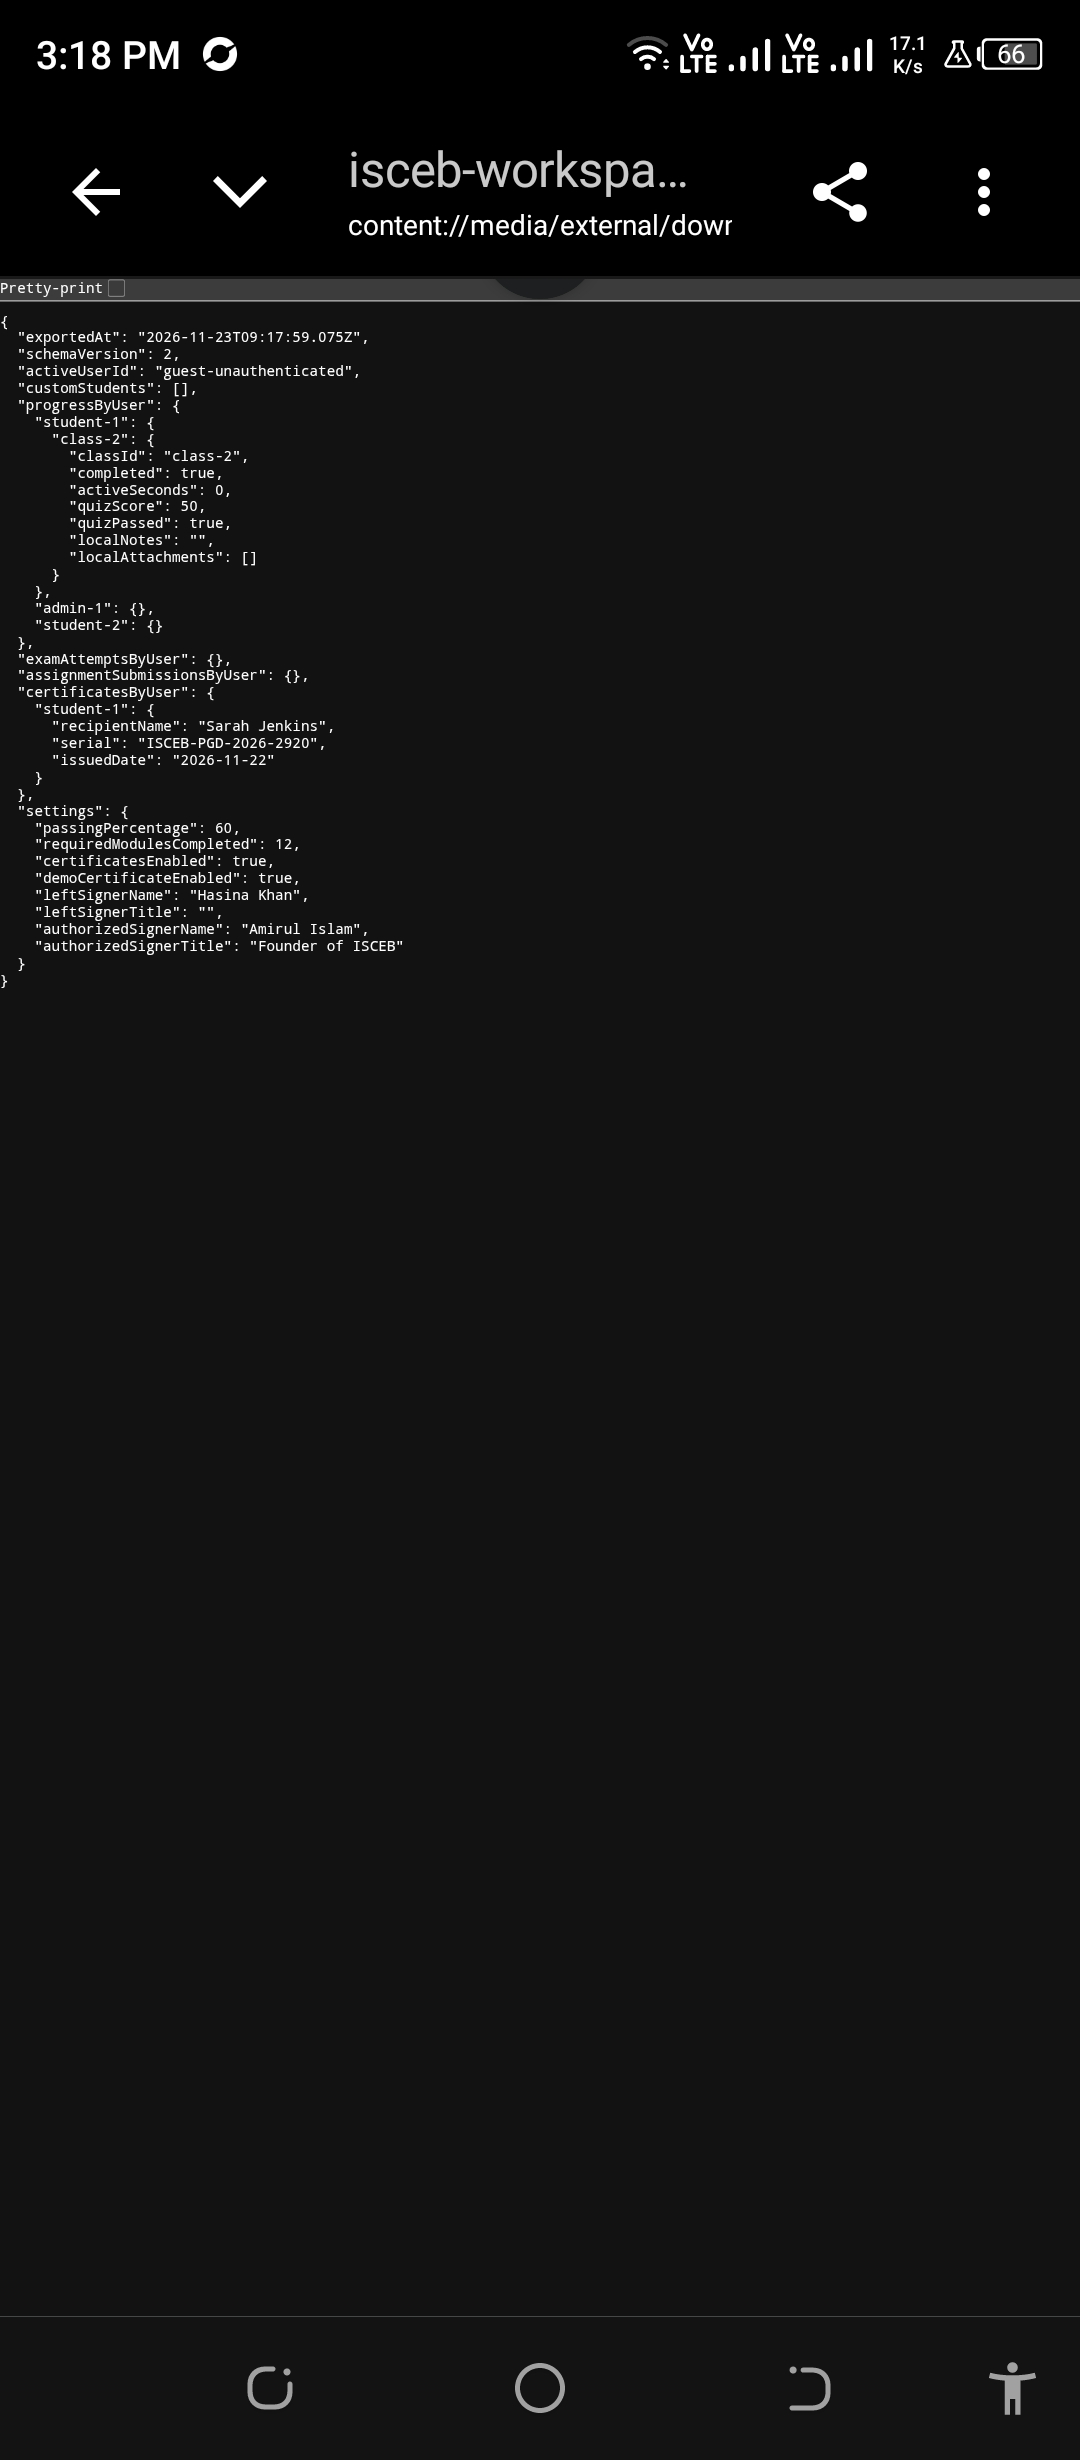 3:18 PM
Vo LTE Vo LTE 17.1 K/s 66
isceb-workspa...
content://media/external/dowr
Pretty-print
{
  "exportedAt": "2026-11-23T09:17:59.075Z",
  "schemaVersion": 2,
  "activeUserId": "guest-unauthenticated",
  "customStudents": [],
  "progressByUser": {
    "student-1": {
      "class-2": {
        "classId": "class-2",
        "completed": true,
        "activeSeconds": 0,
        "quizScore": 50,
        "quizPassed": true,
        "localNotes": "",
        "localAttachments": []
      }
    },
    "admin-1": {},
    "student-2": {}
  },
  "examAttemptsByUser": {},
  "assignmentSubmissionsByUser": {},
  "certificatesByUser": {
    "student-1": {
      "recipientName": "Sarah Jenkins",
      "serial": "ISCEB-PGD-2026-2920",
      "issuedDate": "2026-11-22"
    }
  },
  "settings": {
    "passingPercentage": 60,
    "requiredModulesCompleted": 12,
    "certificatesEnabled": true,
    "demoCertificateEnabled": true,
    "leftSignerName": "Hasina Khan",
    "leftSignerTitle": "",
    "authorizedSignerName": "Amirul Islam",
    "authorizedSignerTitle": "Founder of ISCEB"
  }
}